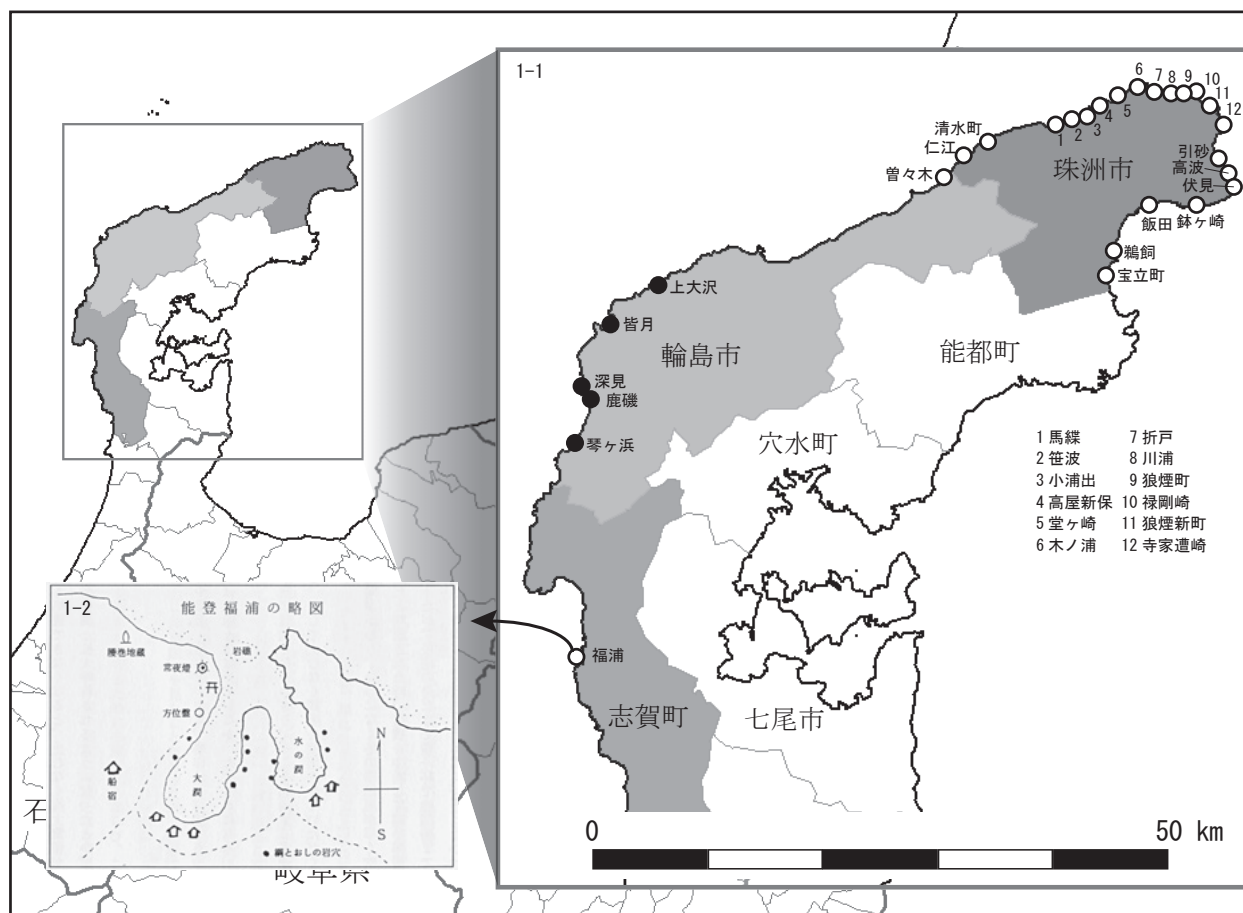 1-1
6
7
8
9
10
11
12
5
4
3
2
1
清水町
仁江
曽々木
珠洲市
引砂
高波
伏見
飯田
鉢ヶ崎
鵜飼
宝立町
上大沢
皆月
輪島市
能都町
深見
鹿磯
琴ヶ浜
穴水町
1 馬緤 7 折戸
2 笹波 8 川浦
3 小浦出 9 狼煙町
4 高屋新保 10 禄剛崎
5 堂ヶ崎 11 狼煙新町
6 木ノ浦 12 寺家遭崎
福浦
志賀町
七尾市
0 50 km
1-2
能登福浦の略図
腰巻地蔵
岩礁
常夜燈
方位盤
水の澗
大澗
船宿
N
S
綱とおしの岩穴
石
岐阜県